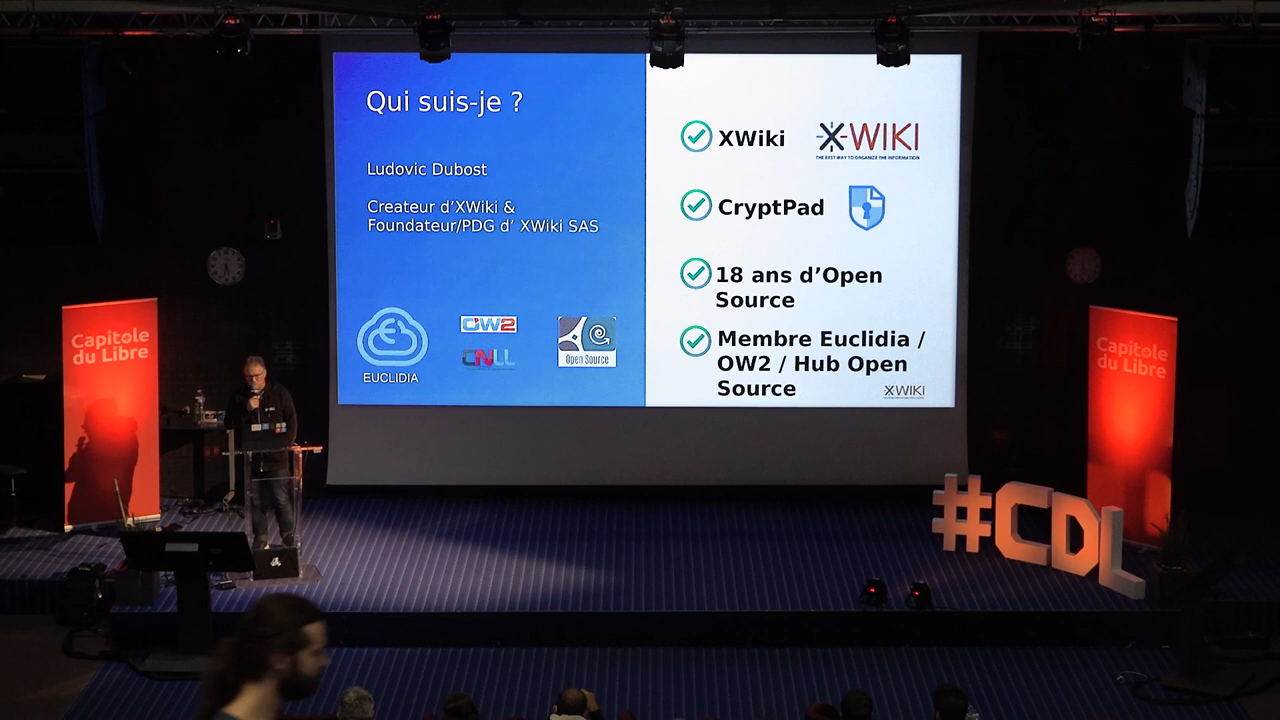 Qui suis-je ?
Ludovic Dubost
Createur d'XWiki &
Foundateur/PDG d' XWiki SAS
EUCLIDIA
OW2
CNLL
Open Source
XWiki
X-WIKI
THE BEST WAY TO ORGANIZE THE INFORMATION
CryptPad
18 ans d'Open
Source
Membre Euclidia /
OW2 / Hub Open
Source
XWIKI
Capitole
du Libre
Capitole
du Libre
#CDL